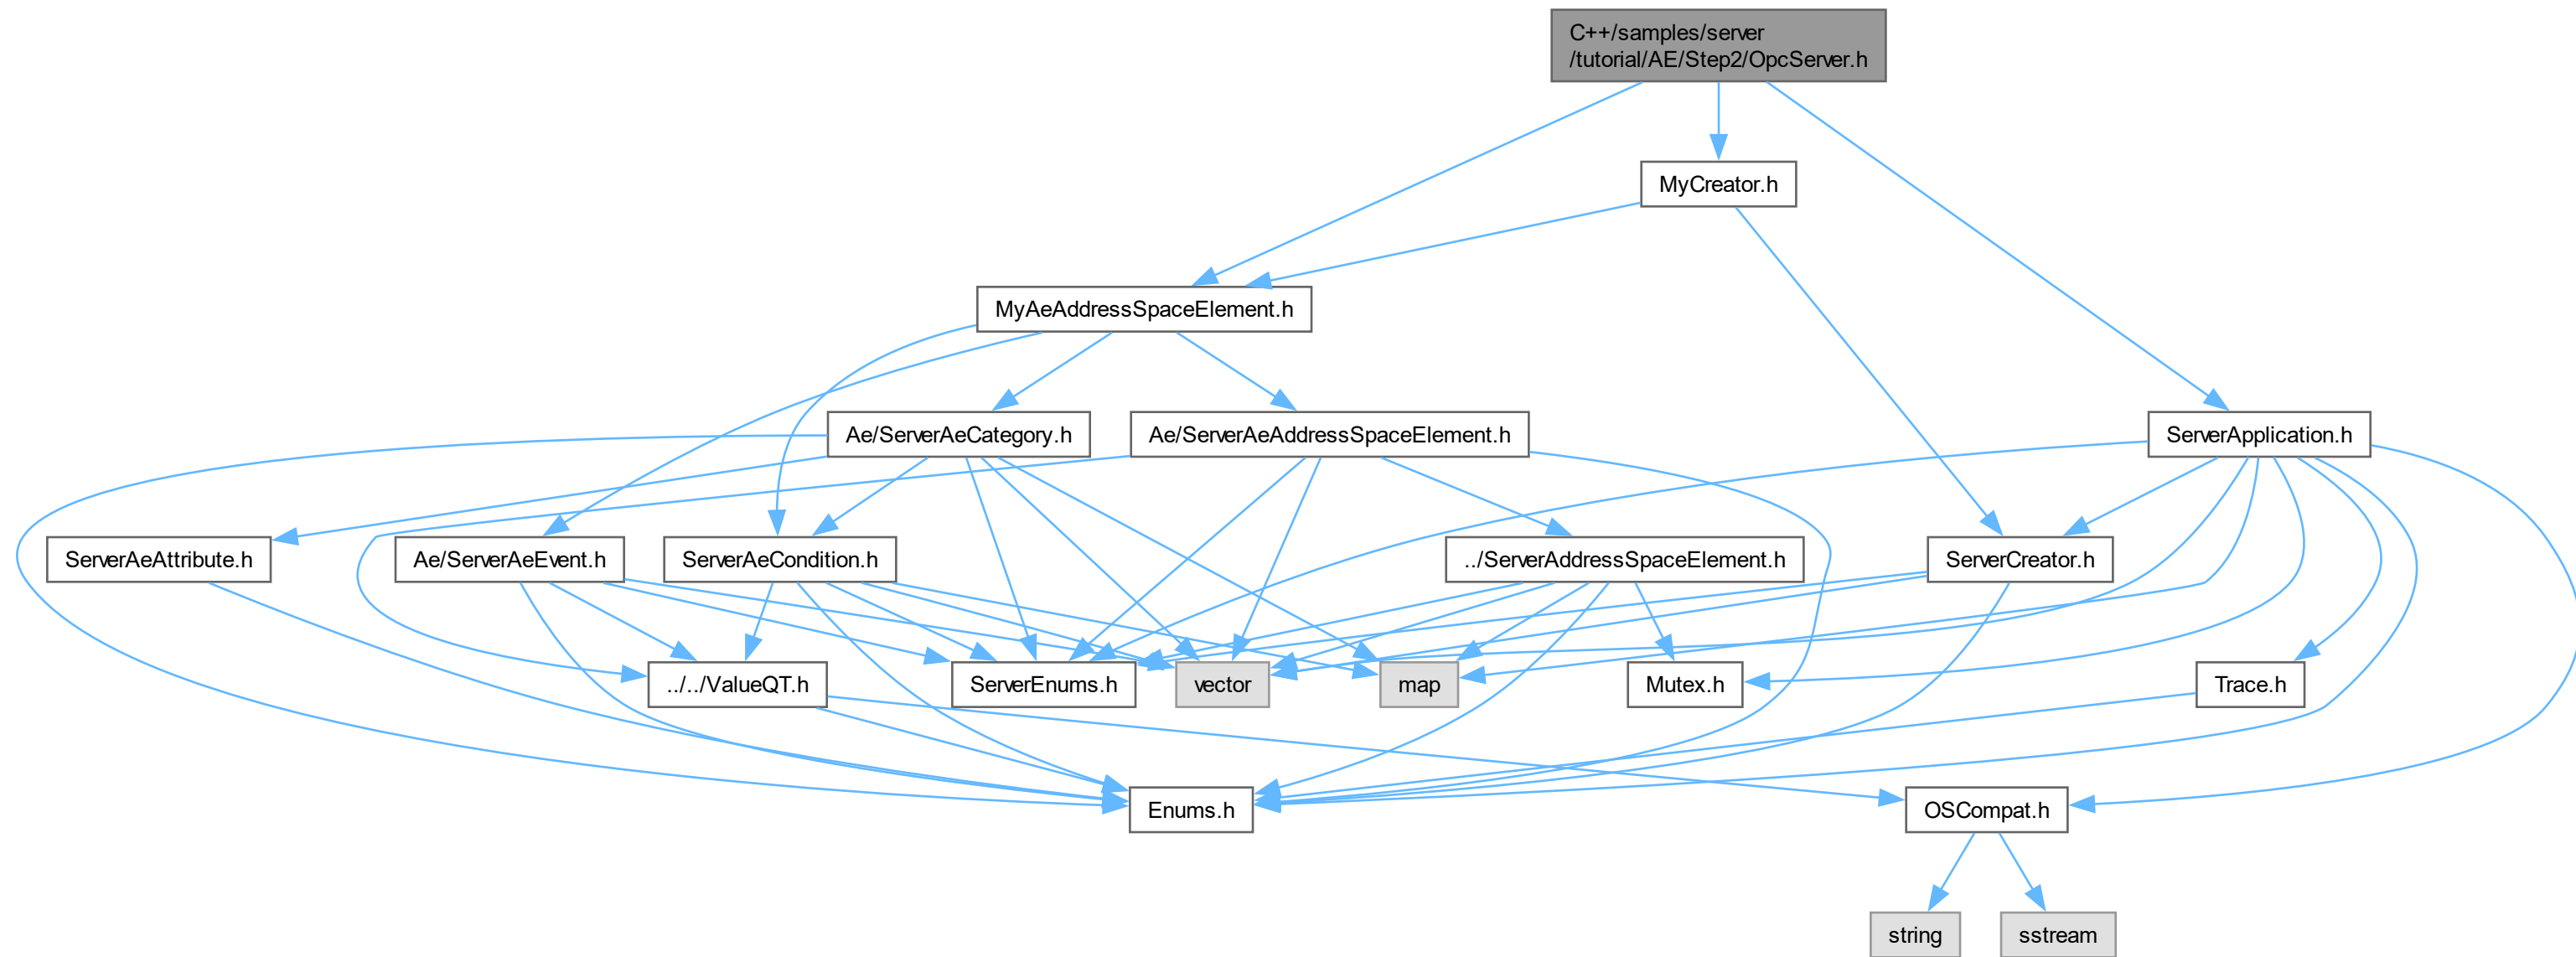 C++/samples/server
/tutorial/AE/Step2/OpcServer.h
MyCreator.h
MyAeAddressSpaceElement.h
Ae/ServerAeCategory.h
Ae/ServerAeAddressSpaceElement.h
ServerApplication.h
ServerAeAttribute.h
Ae/ServerAeEvent.h
ServerAeCondition.h
../ServerAddressSpaceElement.h
ServerCreator.h
../../ValueQT.h
ServerEnums.h
vector
map
Mutex.h
Trace.h
Enums.h
OSCompat.h
string
sstream